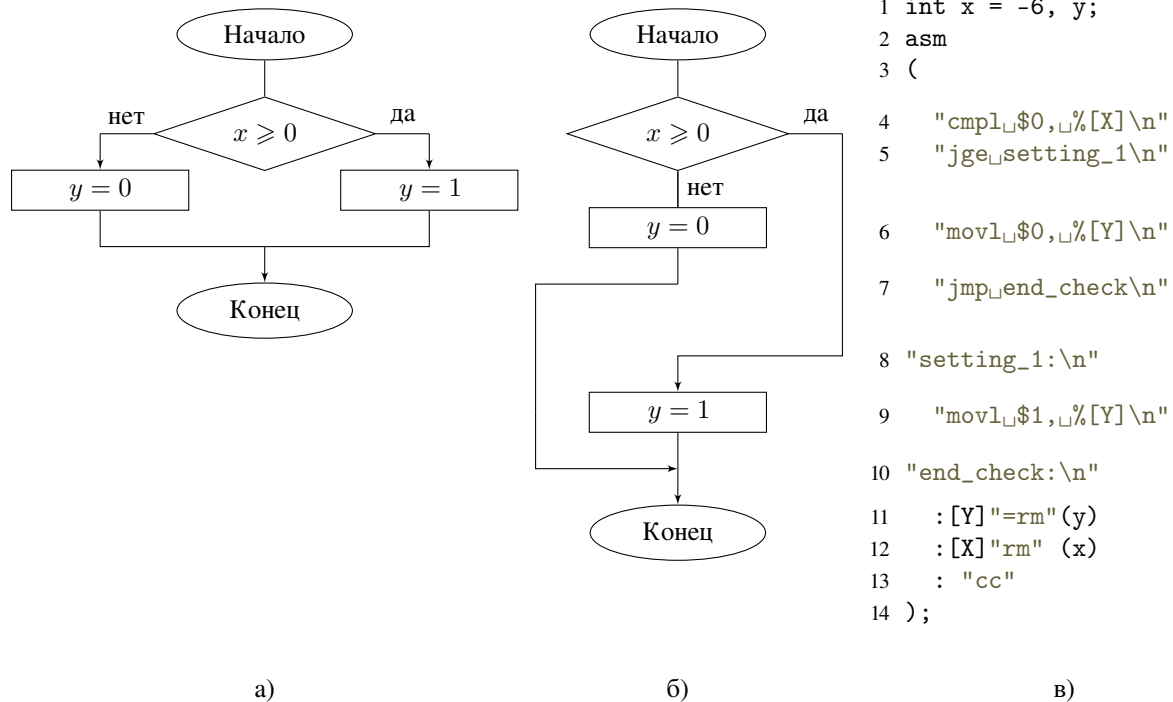 Начало
нет
да
x ⩾ 0
y = 0
y = 1
Конец
а)
Начало
да
x ⩾ 0
нет
y = 0
y = 1
Конец
б)
1 int x = -6, y;
2 asm
3 (
4 "cmpl␣$0,␣%[X]\n"
5 "jge␣setting_1\n"
6 "movl␣$0,␣%[Y]\n"
7 "jmp␣end_check\n"
8 "setting_1:\n"
9 "movl␣$1,␣%[Y]\n"
10 "end_check:\n"
11 :[Y]"=rm"(y)
12 :[X]"rm" (x)
13 : "cc"
14 );
в)